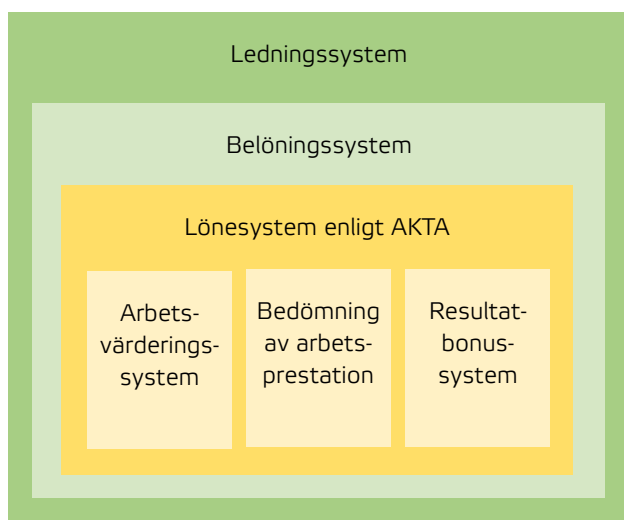 Ledningssystem
Belöningssystem
Lönesystem enligt AKTA
Arbets-
värderings-
system
Bedömning
av arbets-
prestation
Resultat-
bonus-
system